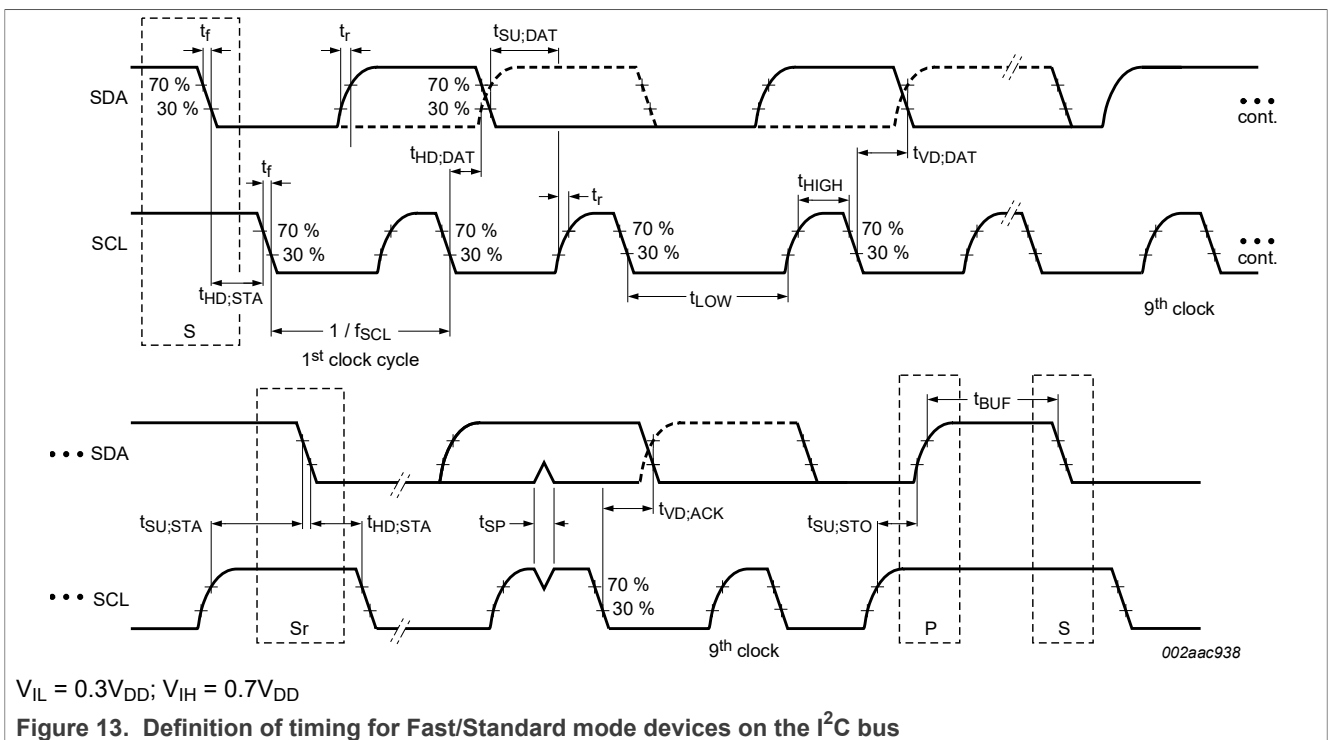 tf tr tSU;DAT
70 %
30 %
70 %
30 %
SDA
cont.
tHD;DAT
tVD;DAT
tf
tr
tHIGH
70 %
30 %
70 %
30 %
70 %
30 %
70 %
30 %
SCL
cont.
tHD;STA
tLOW
9th clock
S
1 / fSCL
1st clock cycle
tBUF
SDA
tSU;STA
tHD;STA
tSP
tVD;ACK
tSU;STO
70 %
30 %
SCL
Sr
P
S
9th clock
002aac938
VIL = 0.3VDD; VIH = 0.7VDD
Figure 13. Definition of timing for Fast/Standard mode devices on the I2C bus